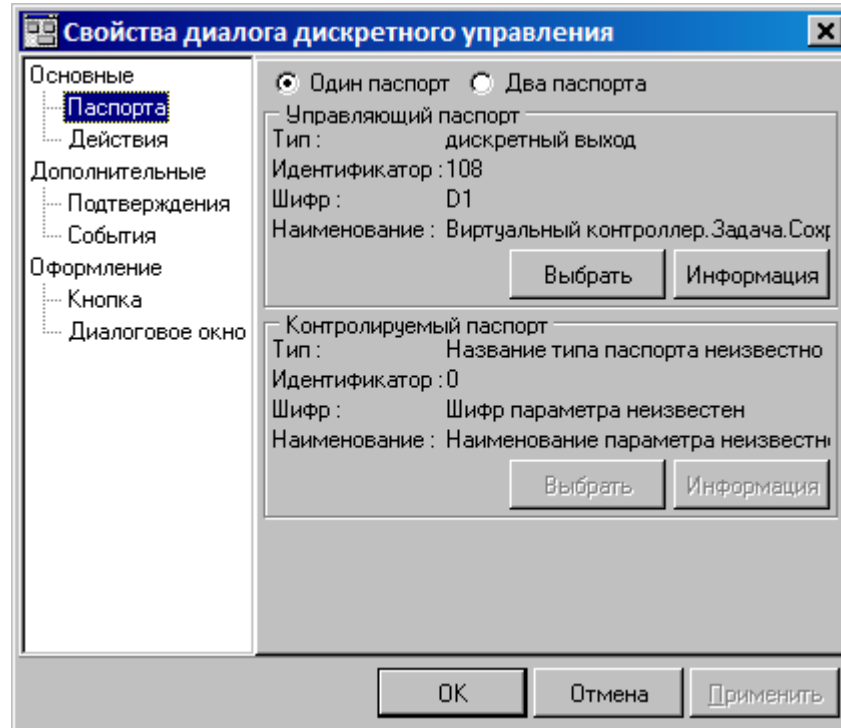 Свойства диалога дискретного управления
Основные
Паспорта
Действия
Дополнительные
Подтверждения
События
Оформление
Кнопка
Диалоговое окно
Один паспорт Два паспорта
Управляющий паспорт
Тип : дискретный выход
Идентификатор : 108
Шифр : D1
Наименование : Виртуальный контроллер.Задача.Сох
Выбрать Информация
Контролируемый паспорт
Тип : Название типа паспорта неизвестно
Идентификатор : 0
Шифр : Шифр параметра неизвестен
Наименование : Наименование параметра неизвестн
Выбрать Информация
OK Отмена Применить